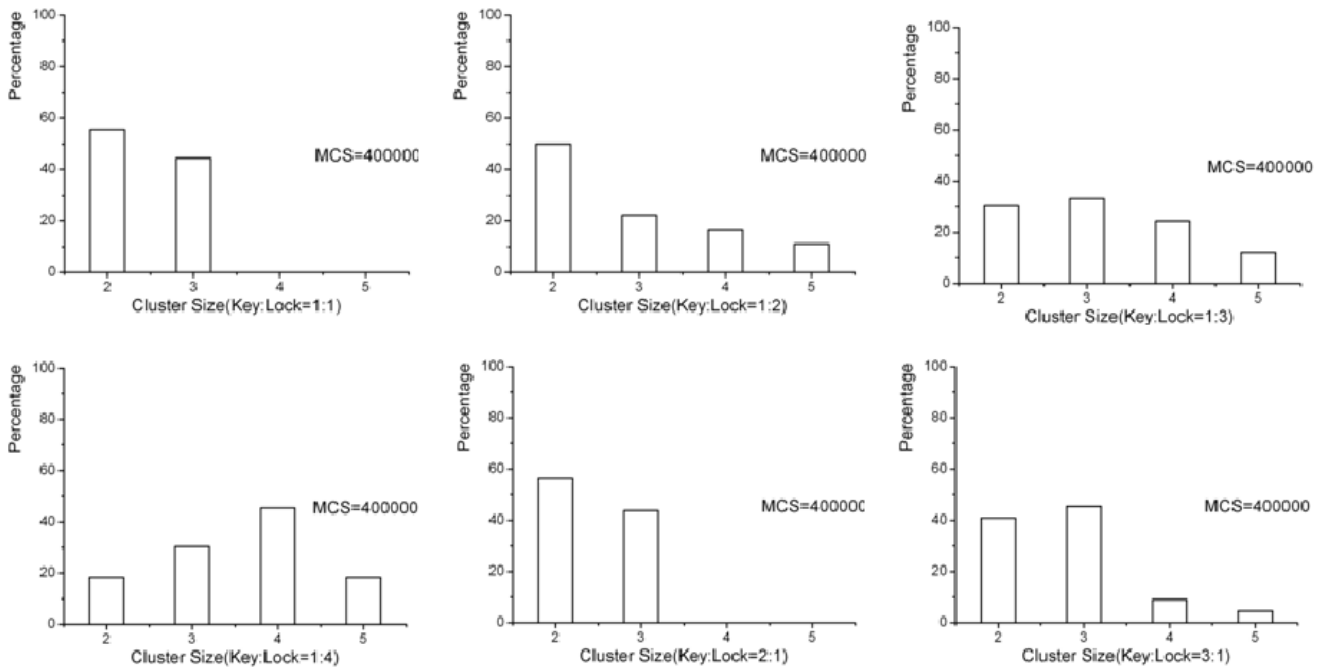 Percentage
100
80
60
40
20
0
MCS=400000
2 3 4 5
Cluster Size(Key:Lock=1:1)
Percentage
100
80
60
40
20
0
MCS=400000
2 3 4 5
Cluster Size(Key:Lock=1:2)
Percentage
100
80
60
40
20
0
MCS=400000
2 3 4 5
Cluster Size(Key:Lock=1:3)
Percentage
100
80
60
40
20
0
MCS=400000
2 3 4 5
Cluster Size(Key:Lock=1:4)
Percentage
100
80
60
40
20
0
MCS=400000
2 3 4 5
Cluster Size(Key:Lock=2:1)
Percentage
100
80
60
40
20
0
MCS=400000
2 3 4 5
Cluster Size(Key:Lock=3:1)